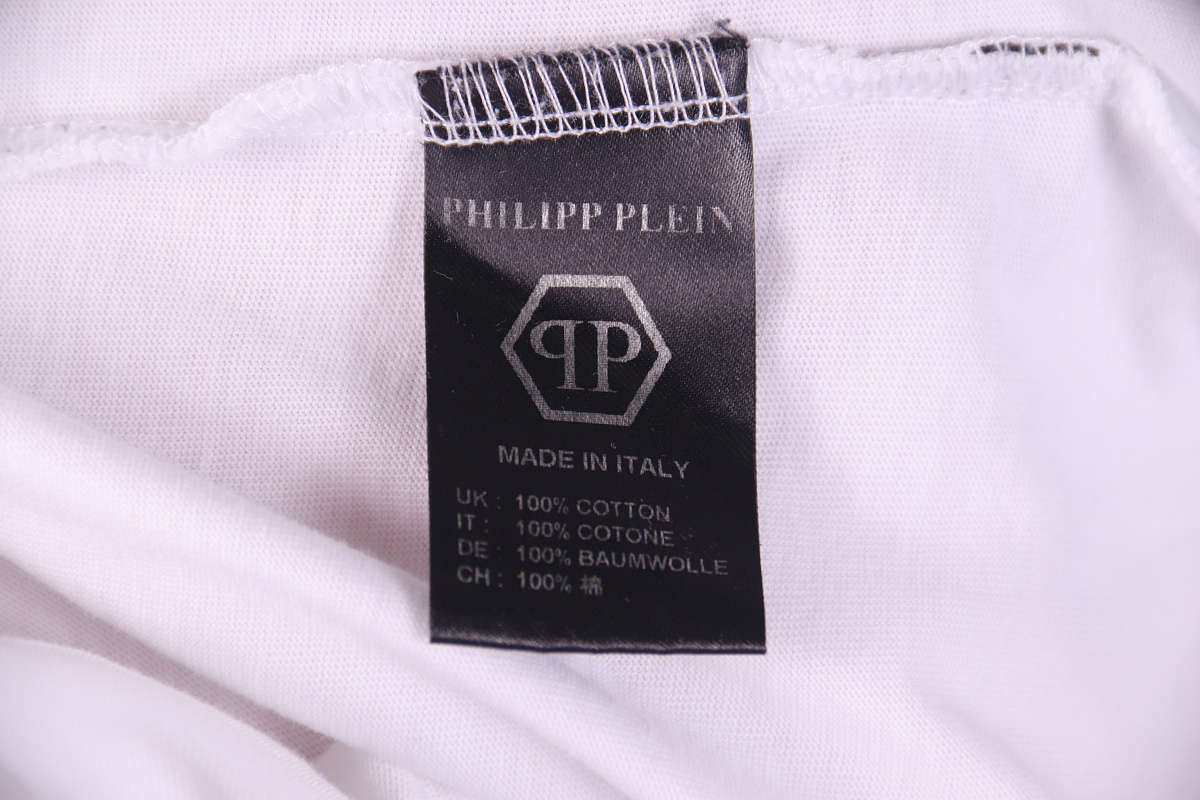 PHILIPP PLEIN
PP
MADE IN ITALY
UK : 100% COTTON
IT : 100% COTONE
DE : 100% BAUMWOLLE
CH : 100% 棉